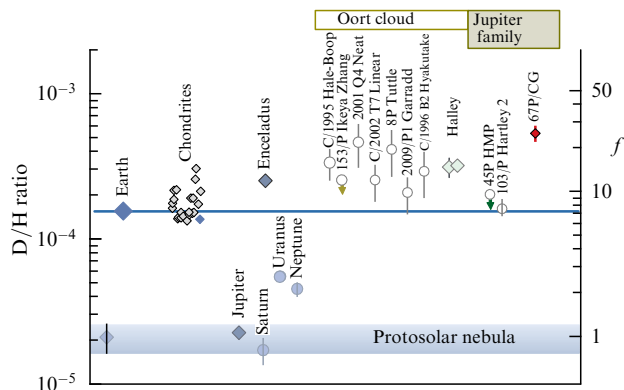 Oort cloud
Jupiter
family
10⁻³
10⁻⁴
10⁻⁵
D/H ratio
Earth
Chondrites
Enceladus
C/1995 Hale-Boop
153/P Ikeya Zhang
2001 Q4 Neat
C/2002 T7 Linear
8P Tuttle
2009/P1 Garradd
C/1996 B2 Hyakutake
Halley
45P HMP
103/P Hartley 2
67P/CG
Jupiter
Saturn
Uranus
Neptune
Protosolar nebula
50
10
1
f